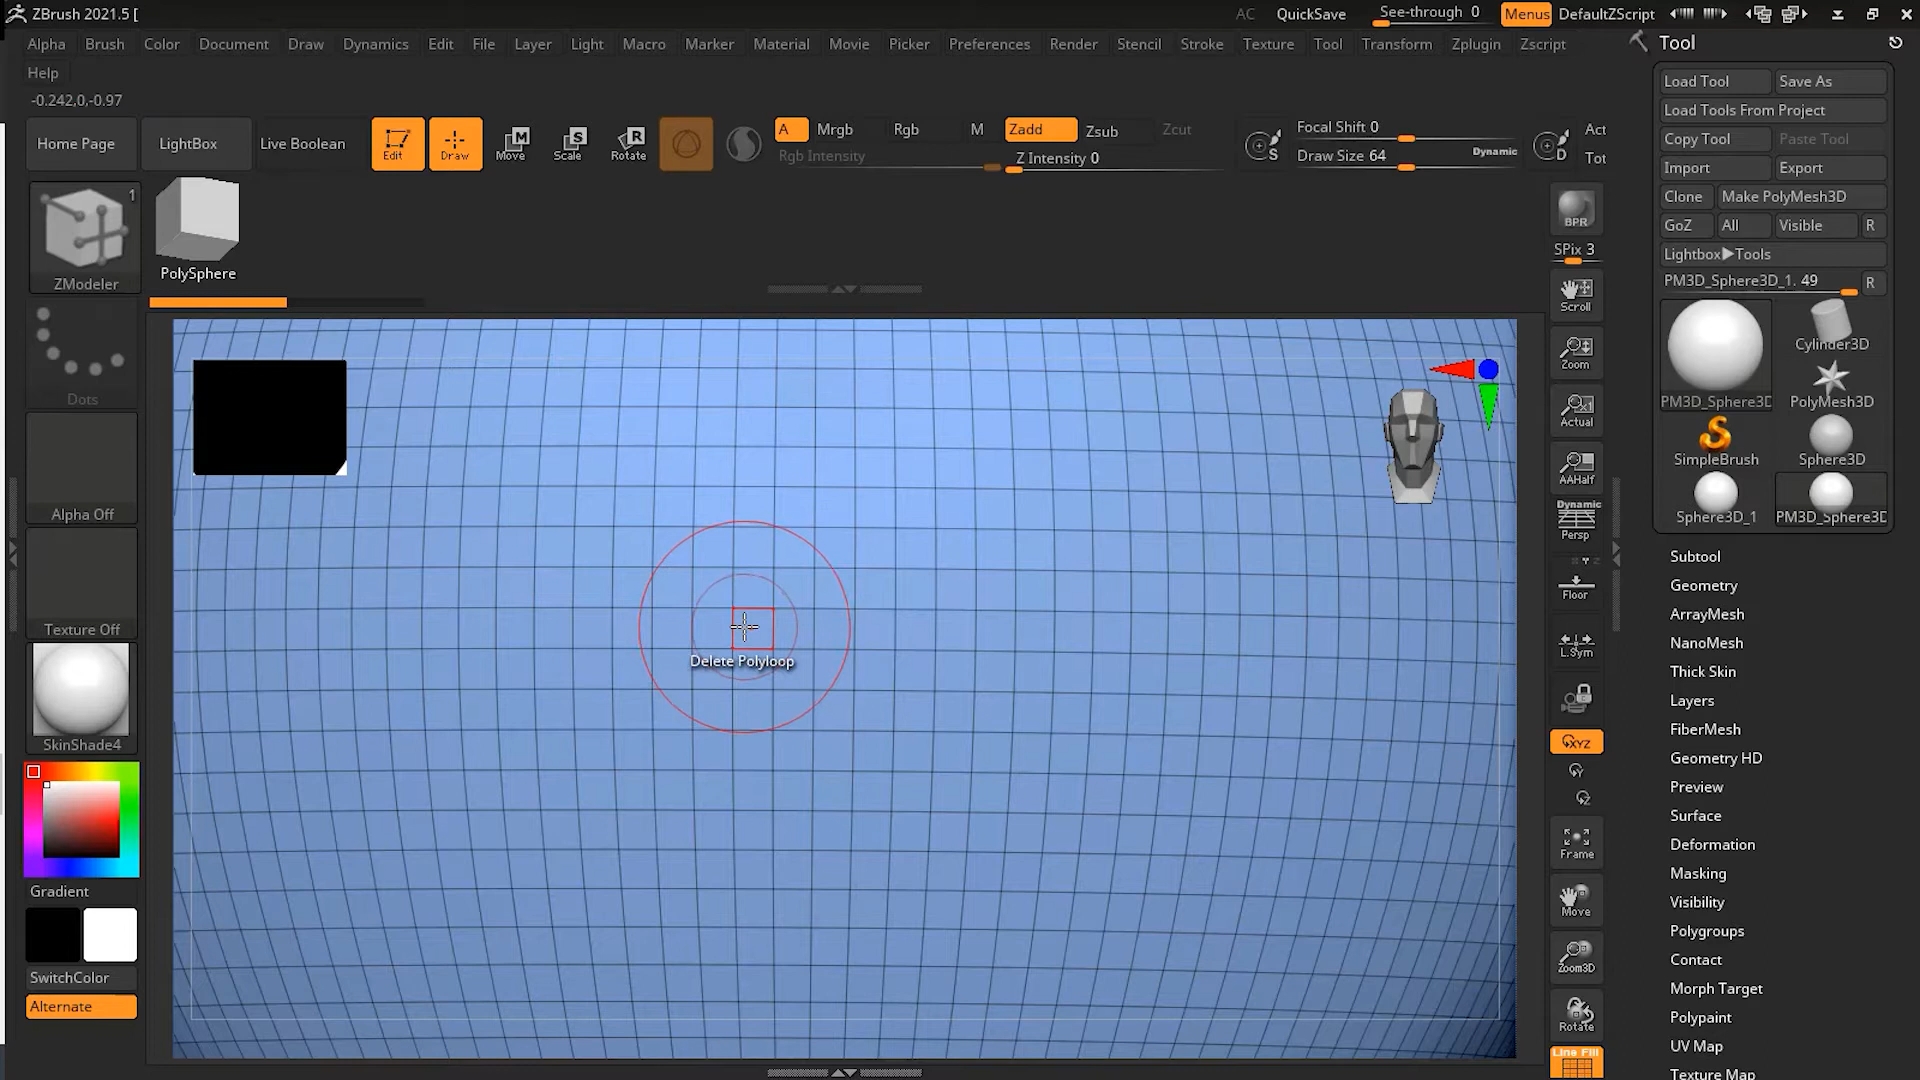 ZBrush 2021.5 [
AC QuickSave See-through 0 Menus DefaultZScript
Alpha Brush Color Document Draw Dynamics Edit File Layer Light Macro Marker Material Movie Picker Preferences Render Stencil Stroke Texture Tool Transform Zplugin Zscript
Help
-0.242,0,-0.97
Home Page LightBox Live Boolean Edit Draw Move Scale Rotate
M S R
A Mrgb Rgb M Zadd Zsub Zcut
Rgb Intensity Z Intensity 0
S Focal Shift 0
Draw Size 64 Dynamic
D Act
Tot
1
ZModeler
PolySphere
Dots
Alpha Off
Texture Off
SkinShade4
Gradient
SwitchColor
Alternate
Delete Polyloop
BPR
SPix 3
Scroll
Zoom
Actual
AAHalf
Dynamic
Persp
Floor
L.Sym
XYZ
Y
Z
Frame
Move
Zoom3D
Rotate
Line Fill
Tool
Load Tool Save As
Load Tools From Project
Copy Tool Paste Tool
Import Export
Clone Make PolyMesh3D
GoZ All Visible R
Lightbox▶Tools
PM3D_Sphere3D_1. 49 R
PM3D_Sphere3D Cylinder3D
PolyMesh3D
SimpleBrush Sphere3D
Sphere3D_1 PM3D_Sphere3D
Subtool
Geometry
ArrayMesh
NanoMesh
Thick Skin
Layers
FiberMesh
Geometry HD
Preview
Surface
Deformation
Masking
Visibility
Polygroups
Contact
Morph Target
Polypaint
UV Map
Texture Map